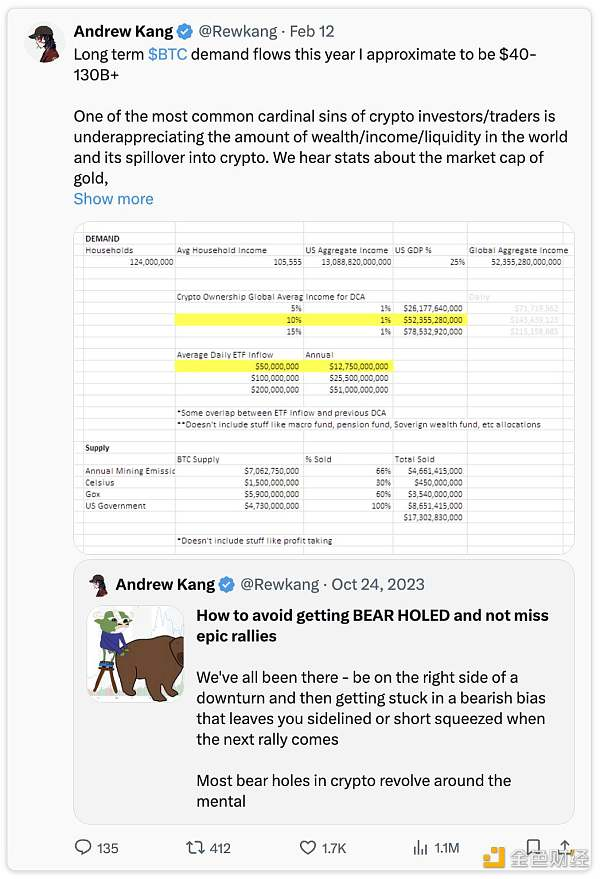 Andrew Kang @Rewkang · Feb 12
Long term $BTC demand flows this year I approximate to be $40-
130B+
One of the most common cardinal sins of crypto investors/traders is
underappreciating the amount of wealth/income/liquidity in the world
and its spillover into crypto. We hear stats about the market cap of
gold,
Show more
DEMAND
Households Avg Household Income US Aggregate Income US GDP % Global Aggregate Income
124,000,000 105,555 13,088,820,000,000 25% 52,355,280,000,000
Crypto Ownership Global Averag Income for DCA Daily
5% 1% $26,177,640,000
10% 1% $52,355,280,000
15% 1% $78,532,920,000
Average Daily ETF Inflow Annual
$50,000,000 $12,750,000,000
$100,000,000 $25,500,000,000
$200,000,000 $51,000,000,000
*Some overlap between ETF inflow and previous DCA
**Doesn't include stuff like macro fund, pension fund, Soverign wealth fund, etc allocations
Supply
BTC Supply % Sold Total Sold
Annual Mining Emissic $7,062,750,000 66% $4,661,415,000
Celsius $1,500,000,000 30% $450,000,000
Gox $5,900,000,000 60% $3,540,000,000
US Government $4,730,000,000 100% $8,651,415,000
$17,302,830,000
*Doesn't include stuff like profit taking
Andrew Kang @Rewkang · Oct 24, 2023
How to avoid getting BEAR HOLED and not miss
epic rallies
We've all been there - be on the right side of a
downturn and then getting stuck in a bearish bias
that leaves you sidelined or short squeezed when
the next rally comes
Most bear holes in crypto revolve around the
mental
135 412 1.7K 1.1M
金色财经